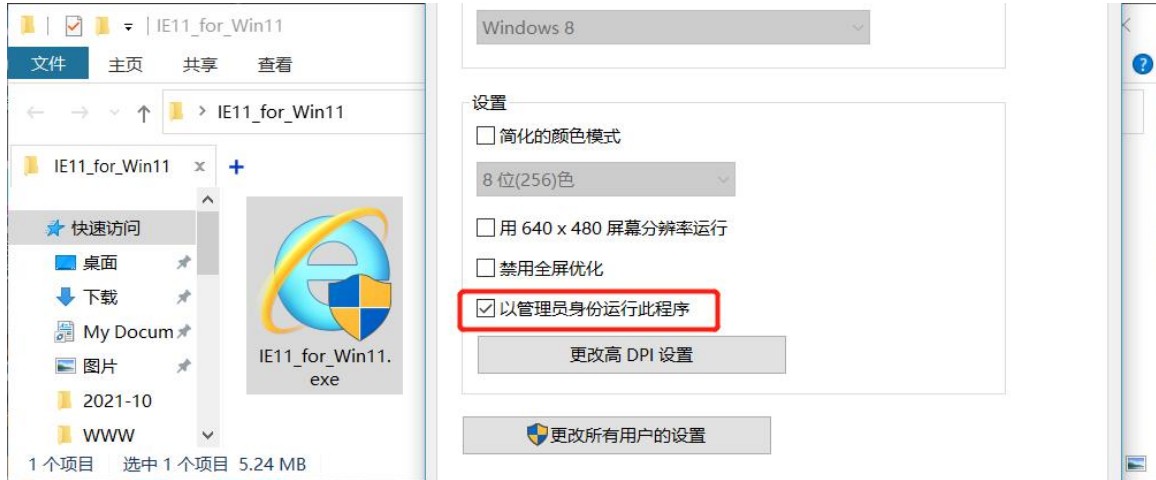 IE11_for_Win11
文件 主页 共享 查看
IE11_for_Win11
IE11_for_Win11
快速访问
桌面
下载
My Docum
图片
2021-10
WWW
IE11_for_Win11.
exe
1 个项目 选中 1 个项目 5.24 MB
Windows 8
设置
简化的颜色模式
8 位(256)色
用 640 x 480 屏幕分辨率运行
禁用全屏优化
以管理员身份运行此程序
更改高 DPI 设置
更改所有用户的设置